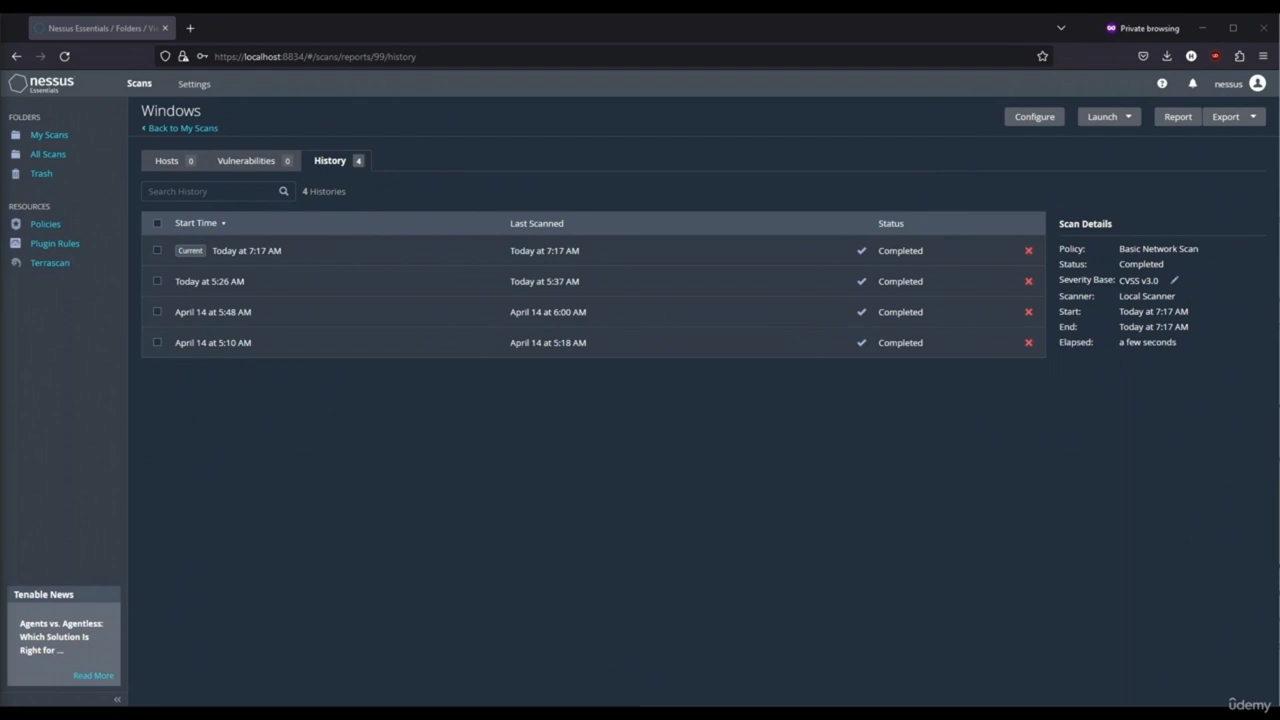 Nessus Essentials / Folders / Vi
Private browsing
https://localhost:8834/#/scans/reports/99/history
nessus
Essentials
Scans
Settings
nessus
FOLDERS
My Scans
All Scans
Trash
RESOURCES
Policies
Plugin Rules
Terrascan
Windows
Back to My Scans
Configure
Launch
Report
Export
Hosts 0
Vulnerabilities 0
History 4
Search History
4 Histories
Start Time
Last Scanned
Status
Current Today at 7:17 AM
Today at 7:17 AM
Completed
Today at 5:26 AM
Today at 5:37 AM
Completed
April 14 at 5:48 AM
April 14 at 6:00 AM
Completed
April 14 at 5:10 AM
April 14 at 5:18 AM
Completed
Scan Details
Policy: Basic Network Scan
Status: Completed
Severity Base: CVSS v3.0
Scanner: Local Scanner
Start: Today at 7:17 AM
End: Today at 7:17 AM
Elapsed: a few seconds
Tenable News
Agents vs. Agentless:
Which Solution Is
Right for ...
Read More
ûdemy